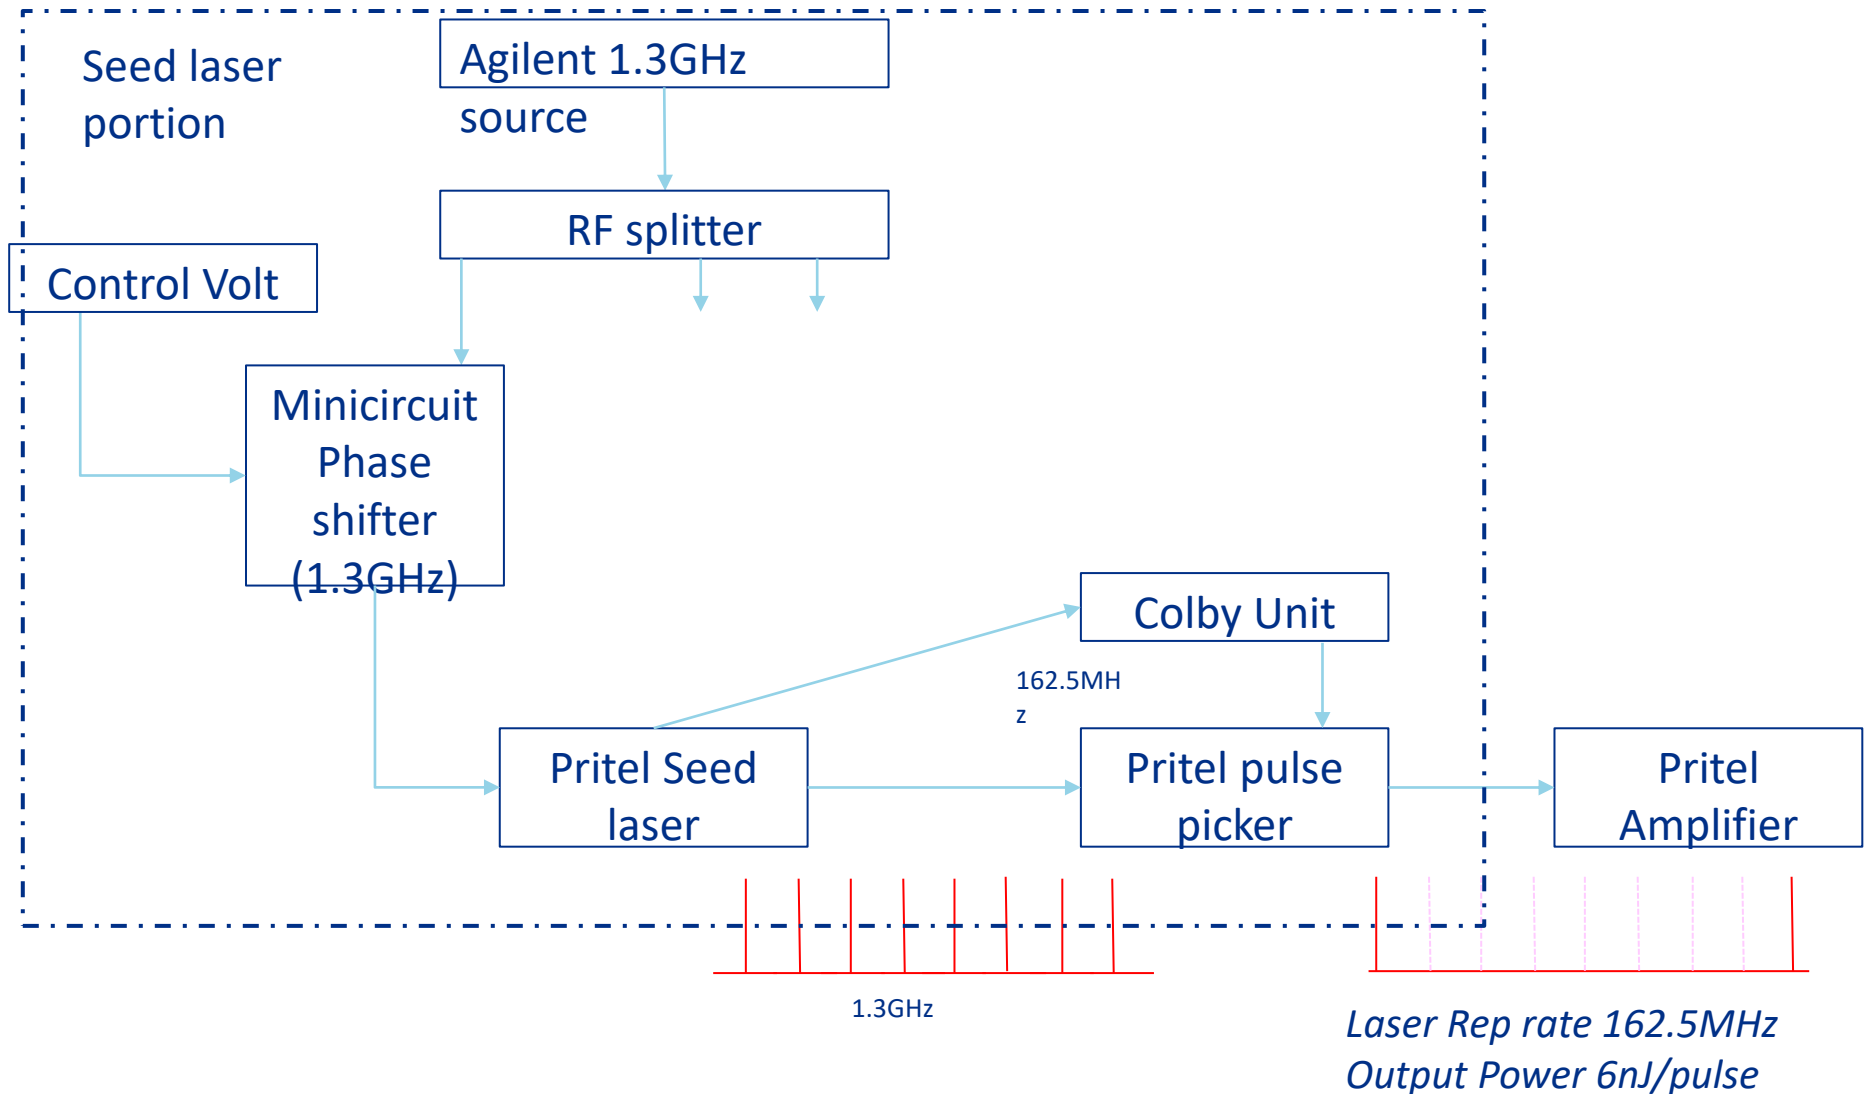 Seed laser
portion
Agilent 1.3GHz
source
RF splitter
Control Volt
Minicircuit
Phase
shifter
(1.3GHz)
Colby Unit
162.5MH
z
Pritel Seed
laser
Pritel pulse
picker
Pritel
Amplifier
1.3GHz
Laser Rep rate 162.5MHz
Output Power 6nJ/pulse